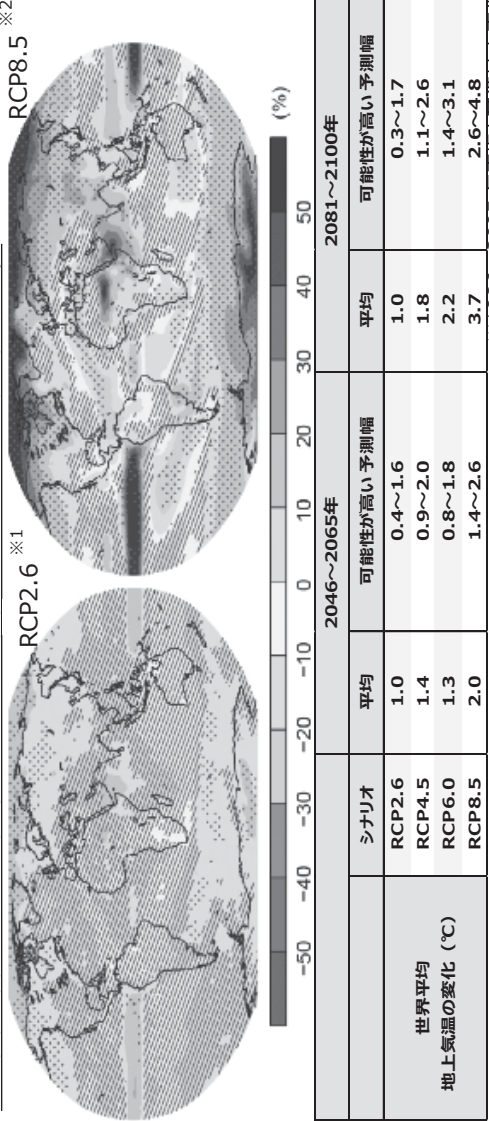 RCP2.6 ※1
RCP8.5 ※2
-50 -40 -30 -20 -10 0 10 20 30 40 50 (%)
2046~2065年 2081~2100年
シナリオ 平均 可能性が高い 予測幅 平均 可能性が高い 予測幅
世界平均
地上気温の変化（℃）
RCP2.6 1.0 0.4~1.6 1.0 0.3~1.7
RCP4.5 1.4 0.9~2.0 1.8 1.1~2.6
RCP6.0 1.3 0.8~1.8 2.2 1.4~3.1
RCP8.5 2.0 1.4~2.6 3.7 2.6~4.8